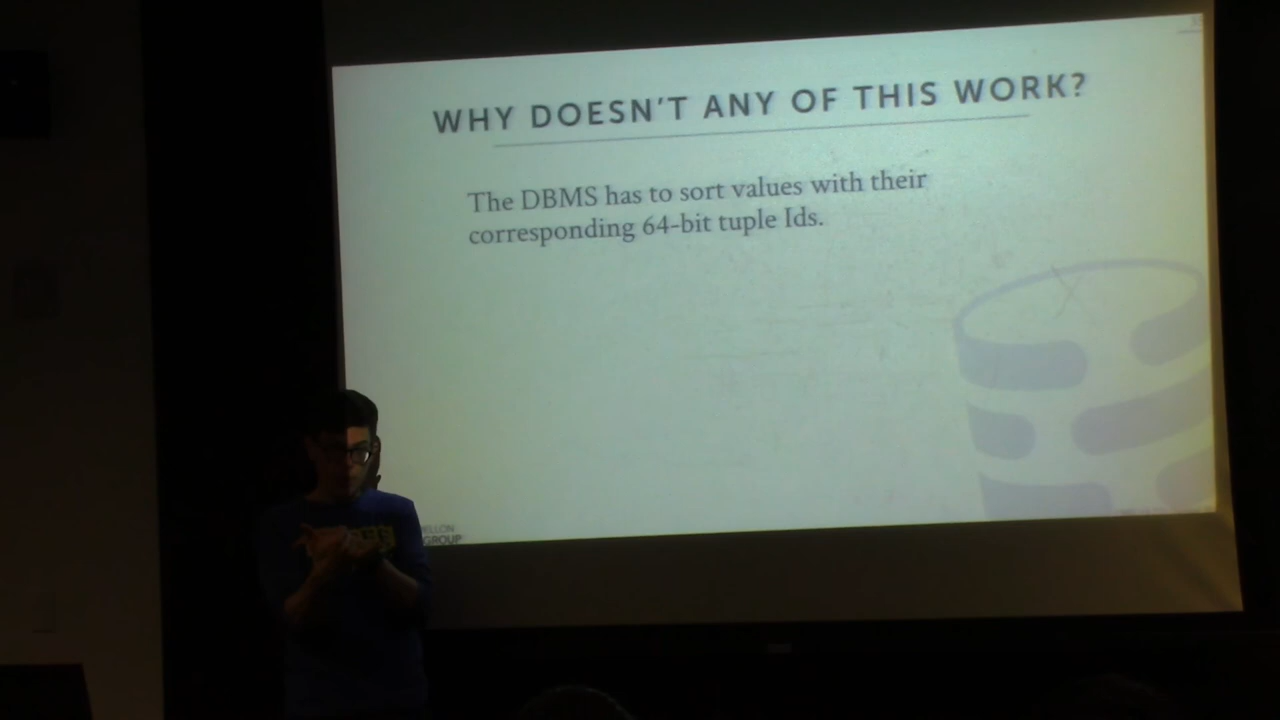 WHY DOESN'T ANY OF THIS WORK?
The DBMS has to sort values with their
corresponding 64-bit tuple Ids.
GROUP